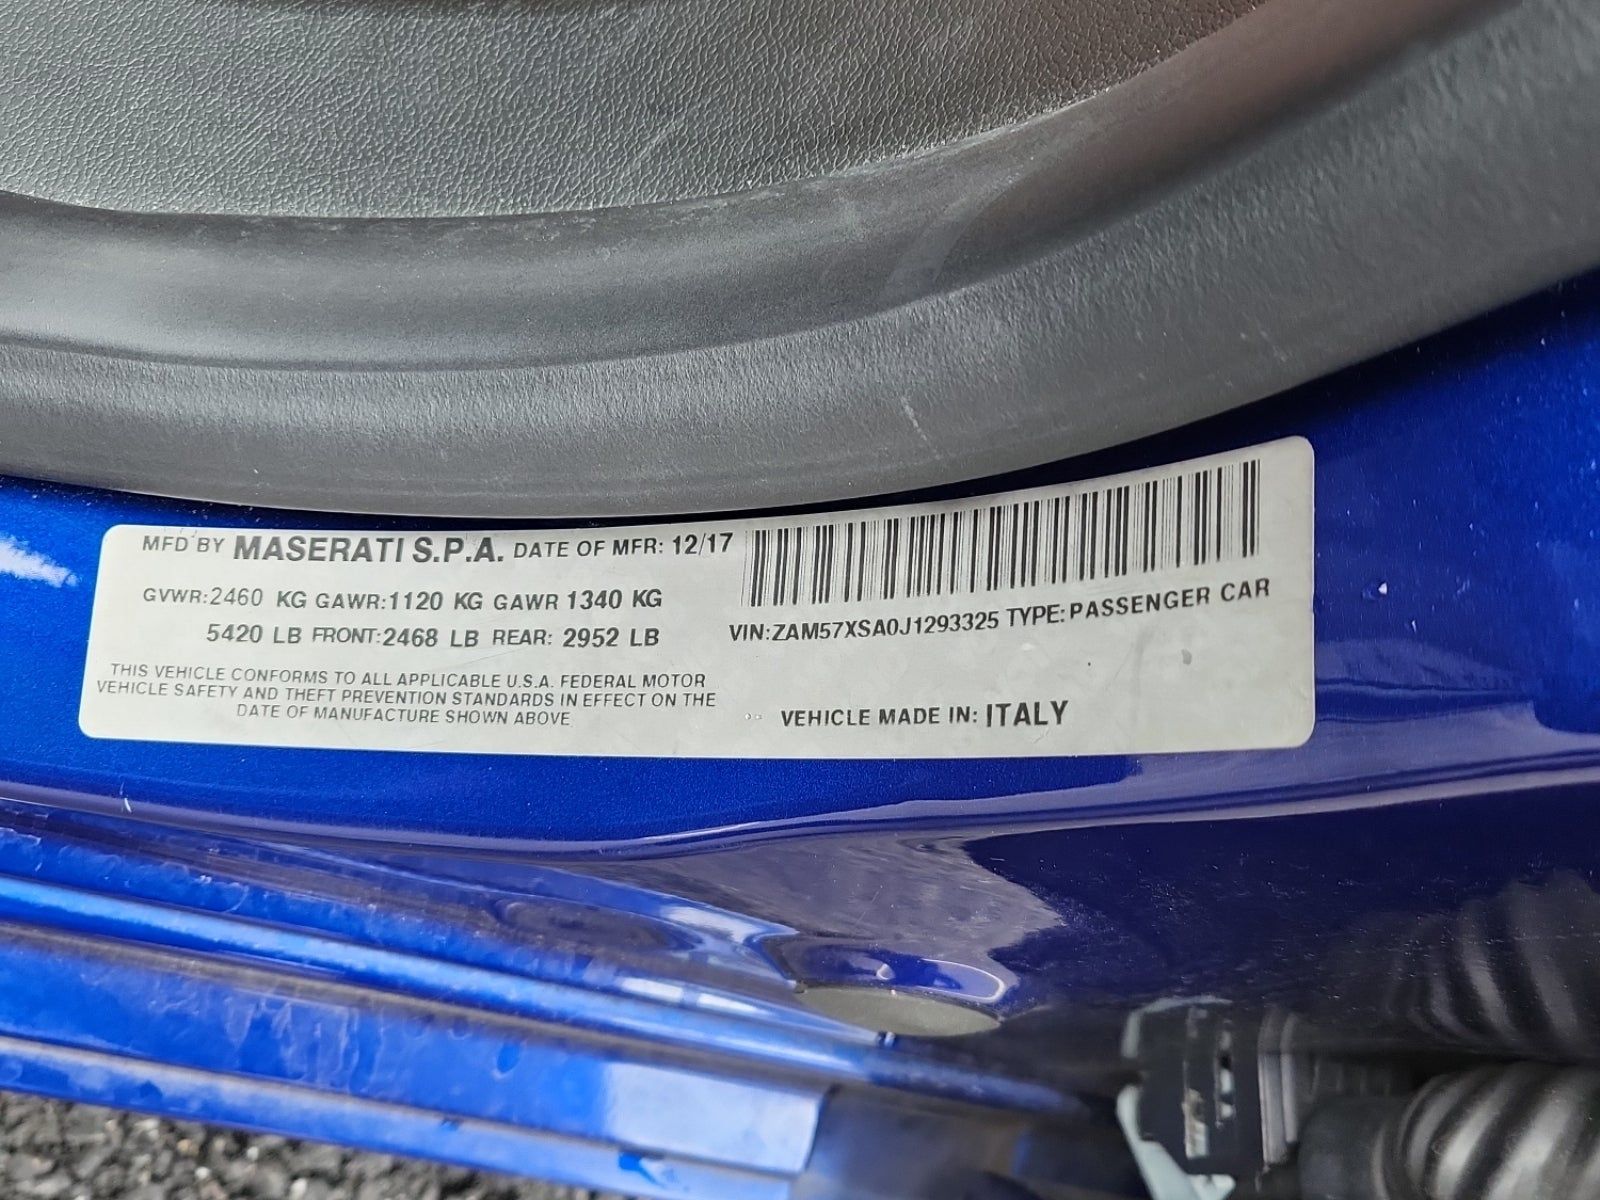 MFD BY MASERATI S.P.A. DATE OF MFR: 12/17
GVWR:2460 KG GAWR:1120 KG GAWR 1340 KG
5420 LB FRONT:2468 LB REAR: 2952 LB
THIS VEHICLE CONFORMS TO ALL APPLICABLE U.S.A. FEDERAL MOTOR
VEHICLE SAFETY AND THEFT PREVENTION STANDARDS IN EFFECT ON THE
DATE OF MANUFACTURE SHOWN ABOVE
VIN:ZAM57XSA0J1293325 TYPE:PASSENGER CAR
VEHICLE MADE IN: ITALY